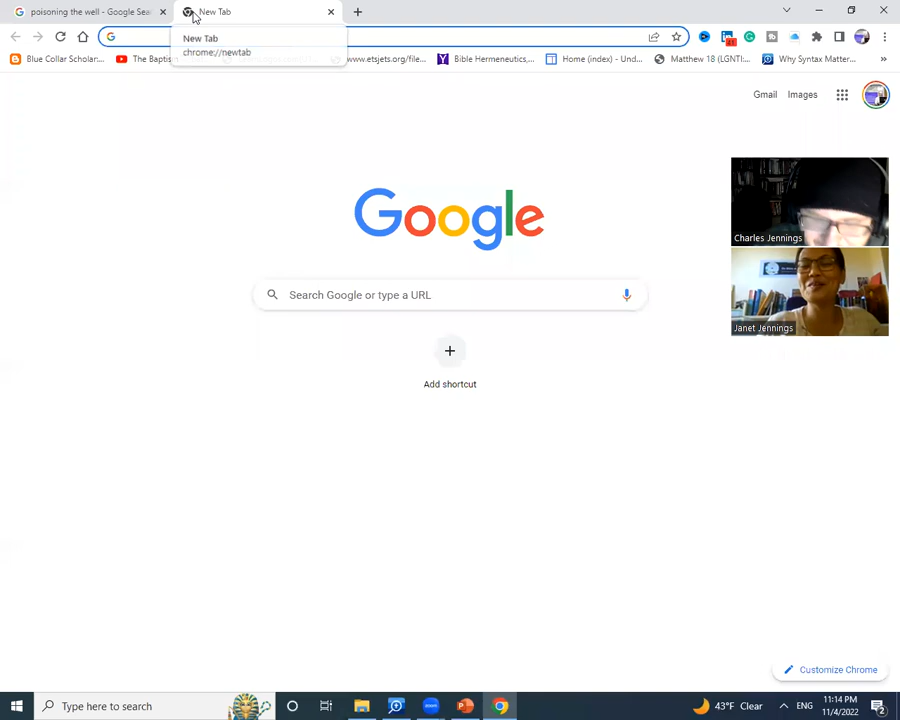 poisoning the well - Google Sea
New Tab
New Tab
chrome://newtab
Blue Collar Scholar:...
The Baptis
www.etsjets.org/file...
Bible Hermeneutics,...
Home (index) - Und...
Matthew 18 (LGNTI:...
Why Syntax Matter...
»
Gmail
Images
Google
Search Google or type a URL
Add shortcut
Charles Jennings
Janet Jennings
Customize Chrome
Type here to search
43°F Clear
ENG
11:14 PM
11/4/2022
2